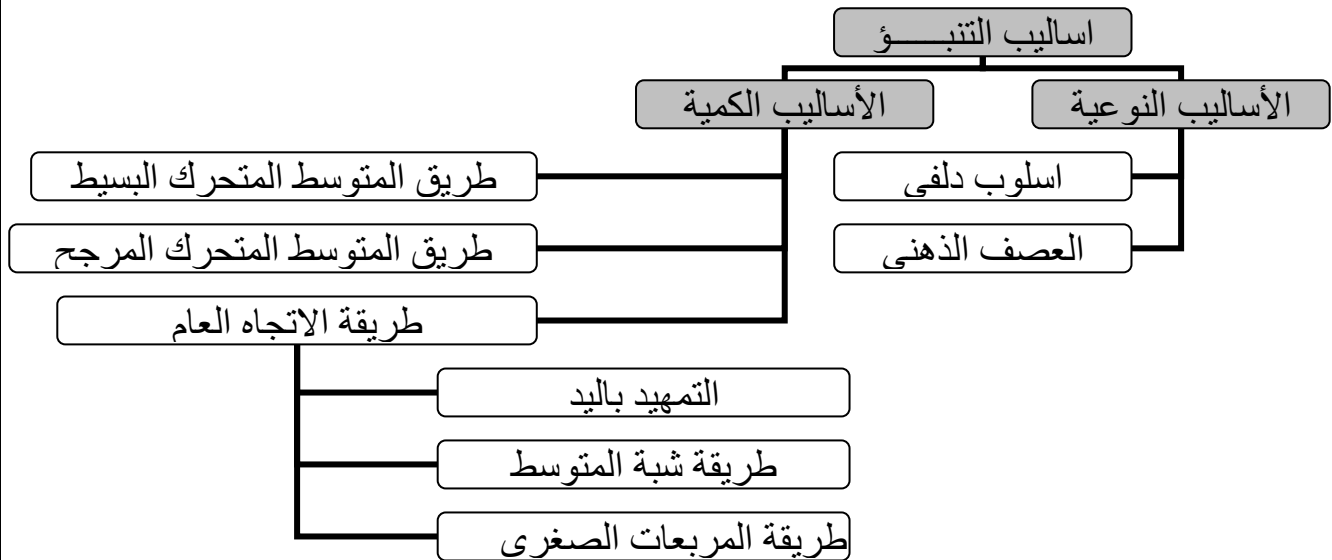 اساليب التنبــــــؤ
الأساليب النوعية
الأساليب الكمية
اسلوب دلفى
طريق المتوسط المتحرك البسيط
العصف الذهنى
طريق المتوسط المتحرك المرجح
طريقة الاتجاه العام
التمهيد باليد
طريقة شبة المتوسط
طريقة المربعات الصغرى